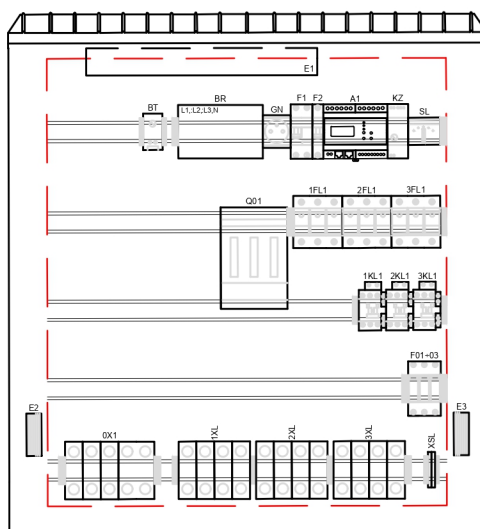 E1
BT
BR
GN
F1
F2
A1
KZ
SL
L1,:L2;L3,N
Q01
1FL1
2FL1
3FL1
1KL1
2KL1
3KL1
F01÷03
E2
E3
0X1
1XL
2XL
3XL
XSL